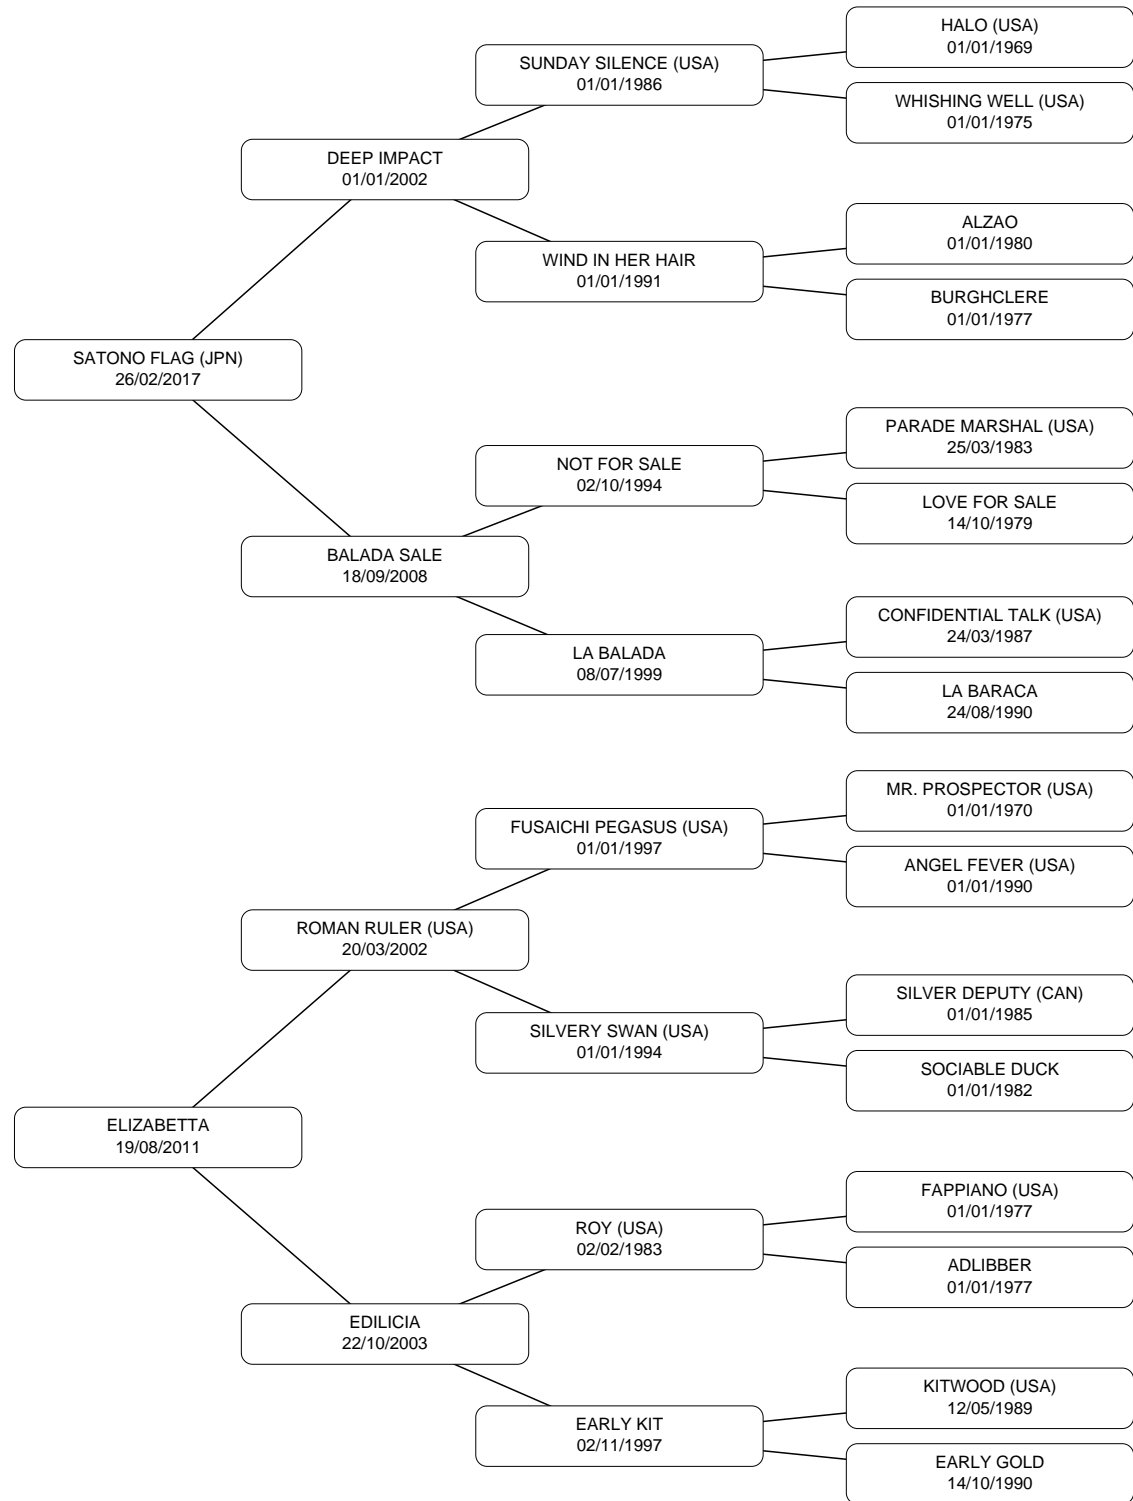 HALO (USA)
01/01/1969
SUNDAY SILENCE (USA)
01/01/1986
WHISHING WELL (USA)
01/01/1975
DEEP IMPACT
01/01/2002
ALZAO
01/01/1980
WIND IN HER HAIR
01/01/1991
BURGHCLERE
01/01/1977
SATONO FLAG (JPN)
26/02/2017
PARADE MARSHAL (USA)
25/03/1983
NOT FOR SALE
02/10/1994
LOVE FOR SALE
14/10/1979
BALADA SALE
18/09/2008
CONFIDENTIAL TALK (USA)
24/03/1987
LA BALADA
08/07/1999
LA BARACA
24/08/1990
MR. PROSPECTOR (USA)
01/01/1970
FUSAICHI PEGASUS (USA)
01/01/1997
ANGEL FEVER (USA)
01/01/1990
ROMAN RULER (USA)
20/03/2002
SILVER DEPUTY (CAN)
01/01/1985
SILVERY SWAN (USA)
01/01/1994
SOCIABLE DUCK
01/01/1982
ELIZABETTA
19/08/2011
FAPPIANO (USA)
01/01/1977
ROY (USA)
02/02/1983
ADLIBBER
01/01/1977
EDILICIA
22/10/2003
KITWOOD (USA)
12/05/1989
EARLY KIT
02/11/1997
EARLY GOLD
14/10/1990